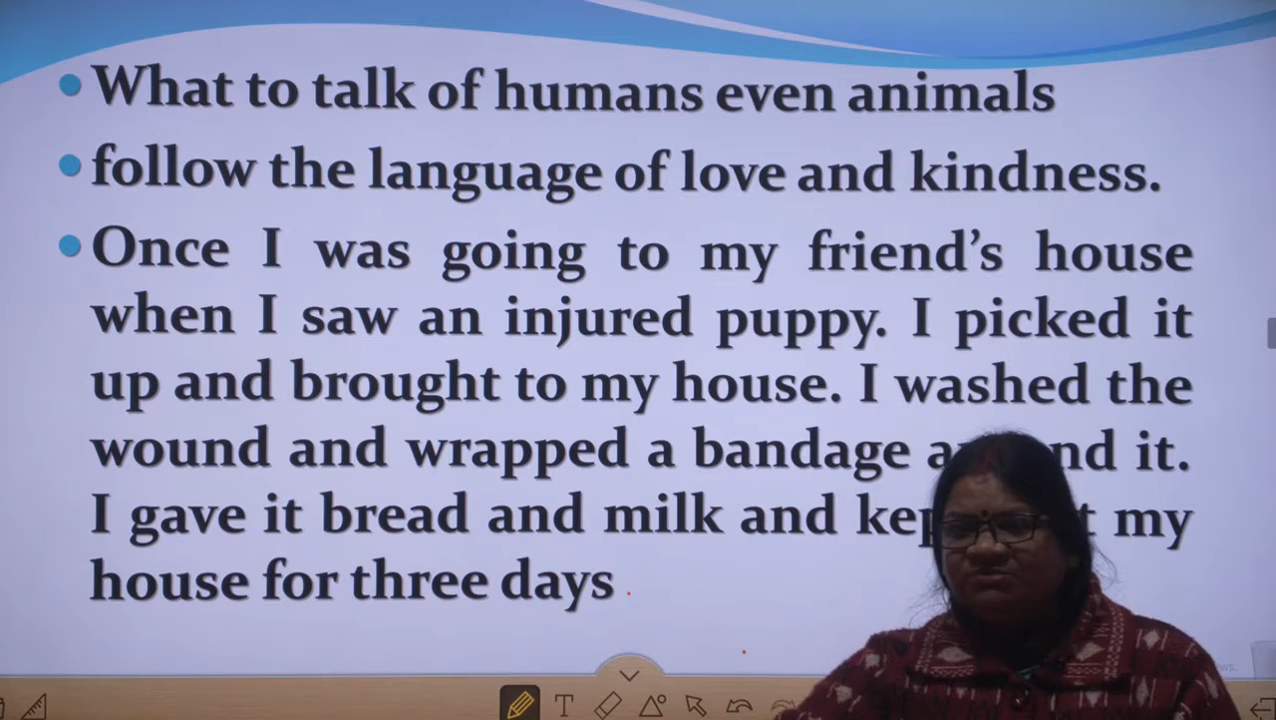 What to talk of humans even animals
follow the language of love and kindness.
Once I was going to my friend's house
when I saw an injured puppy. I picked it
up and brought to my house. I washed the
wound and wrapped a bandage a nd it.
I gave it bread and milk and kep t my
house for three days
T